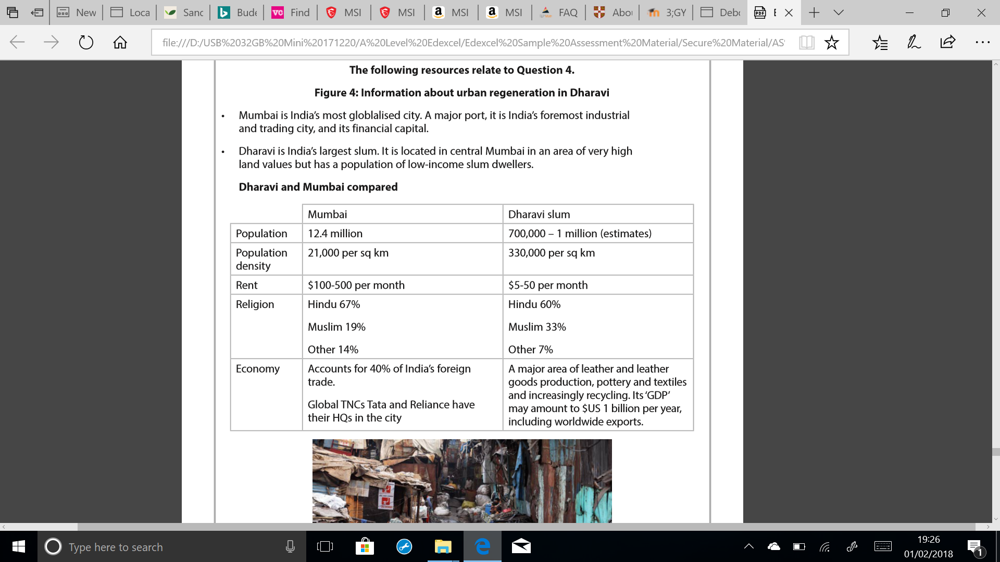 New
Loca
Sanc
Bude
Find
MSI
MSI
MSI
MSI
FAQ
Abo
3;GY
Debo
file:///D:/USB%2032GB%20Mini%20171220/A%20Level%20Edexcel/Edexcel%20Sample%20Assessment%20Material/Secure%20Material/AS
The following resources relate to Question 4.
Figure 4: Information about urban regeneration in Dharavi
• Mumbai is India's most globlalised city. A major port, it is India's foremost industrial
and trading city, and its financial capital.
• Dharavi is India's largest slum. It is located in central Mumbai in an area of very high
land values but has a population of low-income slum dwellers.
Dharavi and Mumbai compared
Mumbai Dharavi slum
Population 12.4 million 700,000 – 1 million (estimates)
Population density 21,000 per sq km 330,000 per sq km
Rent $100-500 per month $5-50 per month
Religion Hindu 67% Hindu 60%
Muslim 19% Muslim 33%
Other 14% Other 7%
Economy
Accounts for 40% of India's foreign
trade.
Global TNCs Tata and Reliance have
their HQs in the city
A major area of leather and leather
goods production, pottery and textiles
and increasingly recycling. Its 'GDP'
may amount to $US 1 billion per year,
including worldwide exports.
Type here to search
19:26
01/02/2018
1